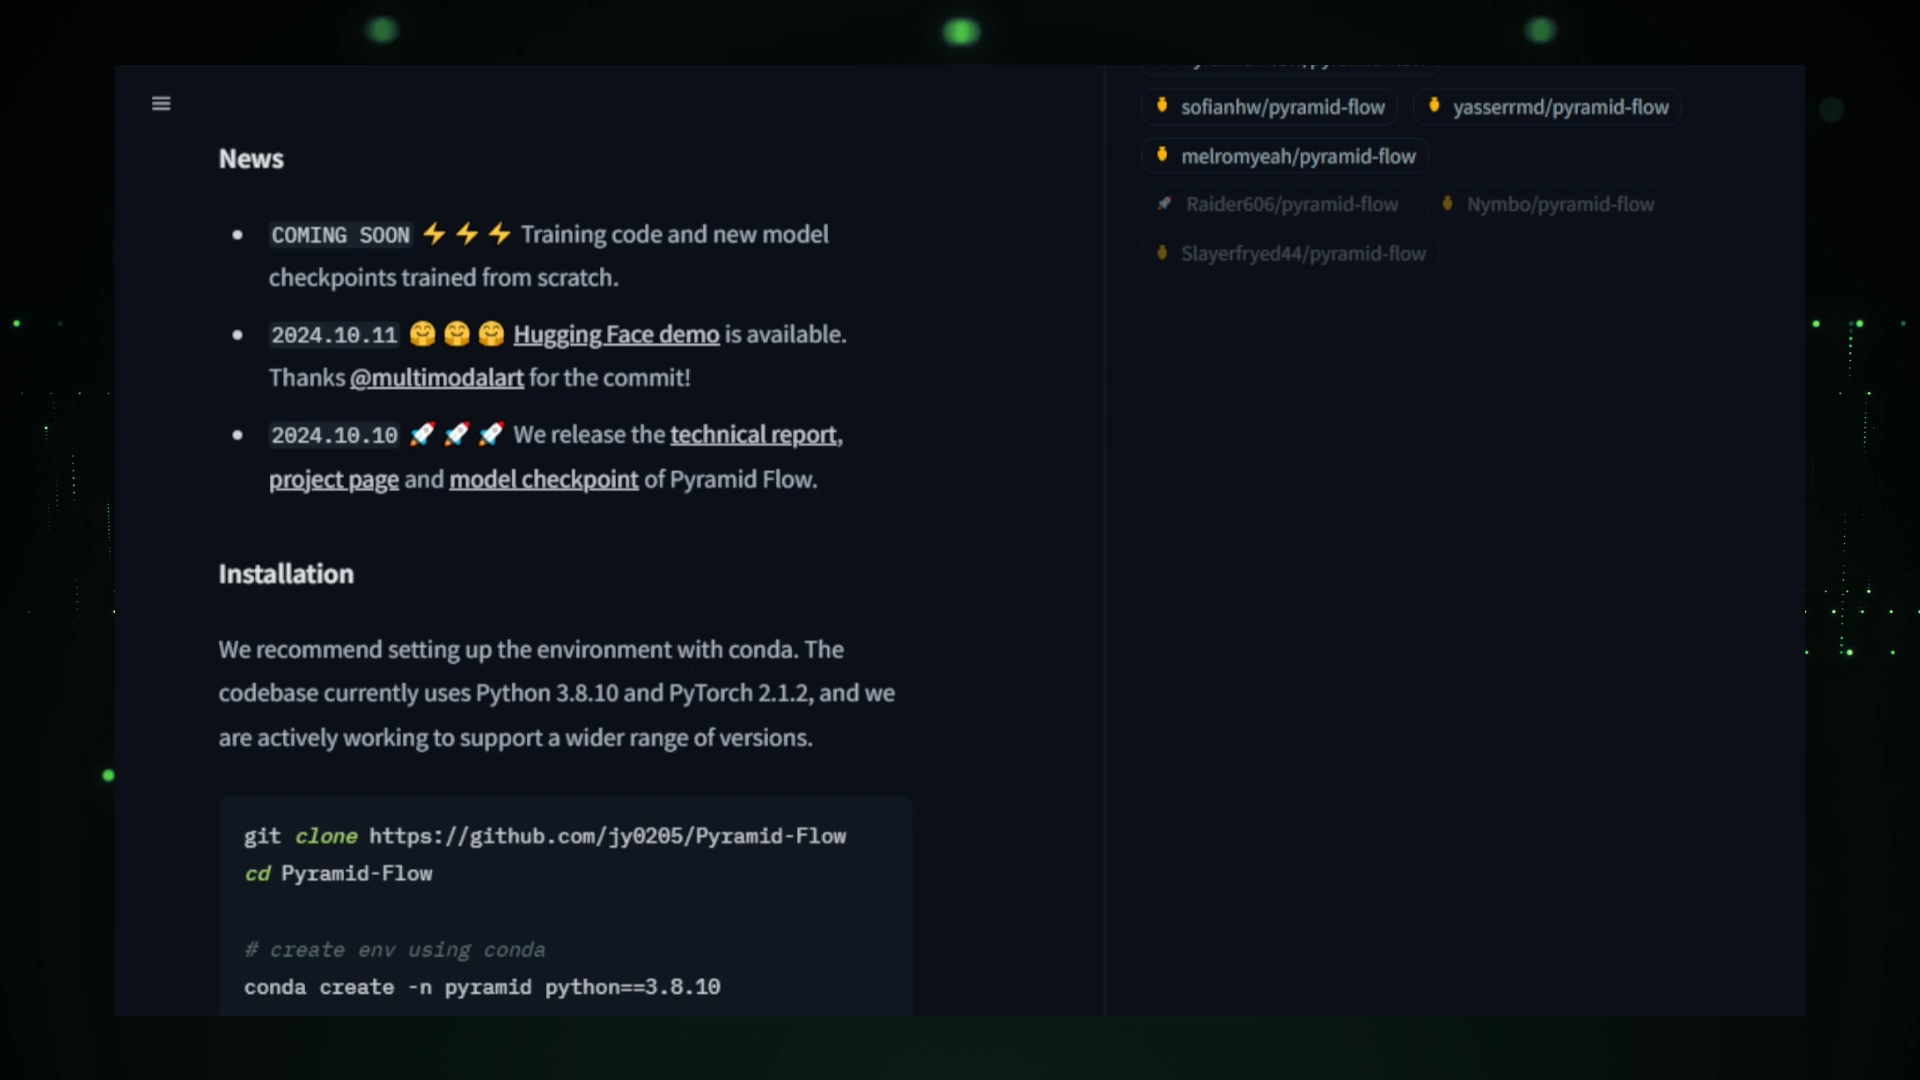 News
COMING SOON ⚡⚡⚡ Training code and new model
checkpoints trained from scratch.
2024.10.11 🤗🤗🤗 Hugging Face demo is available.
Thanks @multimodalart for the commit!
2024.10.10 🚀🚀🚀 We release the technical report,
project page and model checkpoint of Pyramid Flow.
Installation
We recommend setting up the environment with conda. The
codebase currently uses Python 3.8.10 and PyTorch 2.1.2, and we
are actively working to support a wider range of versions.
git clone https://github.com/jy0205/Pyramid-Flow
cd Pyramid-Flow
# create env using conda
conda create -n pyramid python==3.8.10
sofianhw/pyramid-flow yasserrmd/pyramid-flow
melromyeah/pyramid-flow
Raider606/pyramid-flow Nymbo/pyramid-flow
Slayerfryed44/pyramid-flow